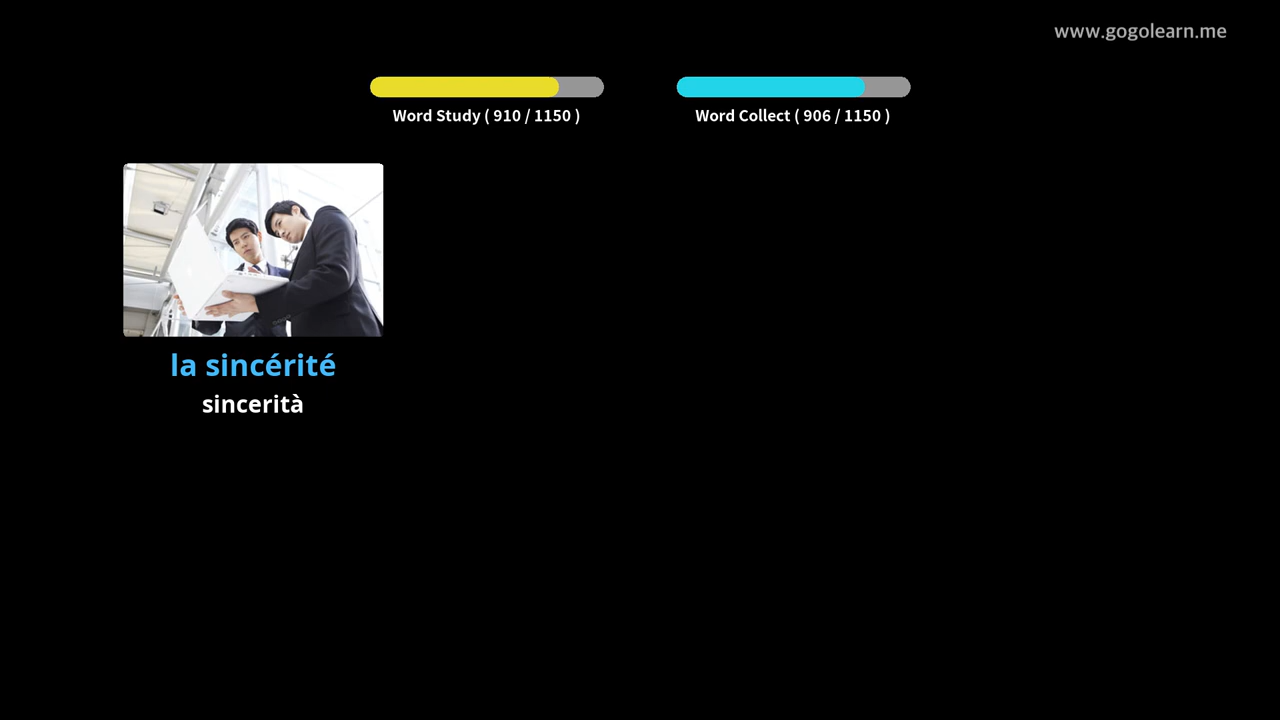 www.gogolearn.me
Word Study ( 910 / 1150 )
Word Collect ( 906 / 1150 )
la sincérité
sincerità